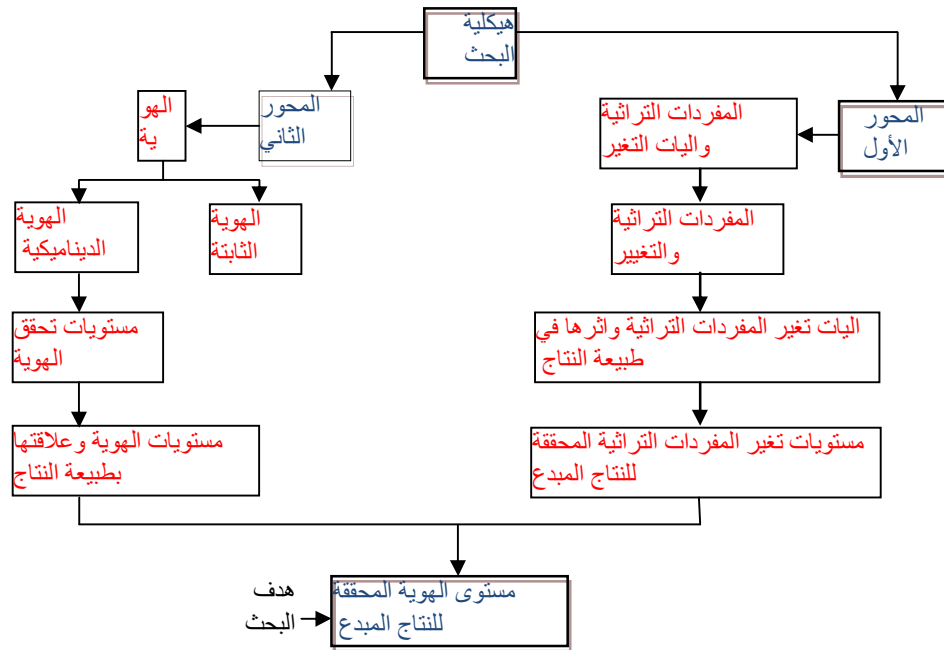 هيكلية
البحث
المحور
الأول
المفردات التراثية
واليات التغير
المفردات التراثية
والتغيير
اليات تغير المفردات التراثية واثرها في
طبيعة النتاج
مستويات تغير المفردات التراثية المحققة
للنتاج المبدع
المحور
الثاني
الهو
ية
الهوية
الثابتة
الهوية
الديناميكية
مستويات تحقق
الهوية
مستويات الهوية وعلاقتها
بطبيعة النتاج
مستوى الهوية المحققة
للنتاج المبدع
هدف
البحث